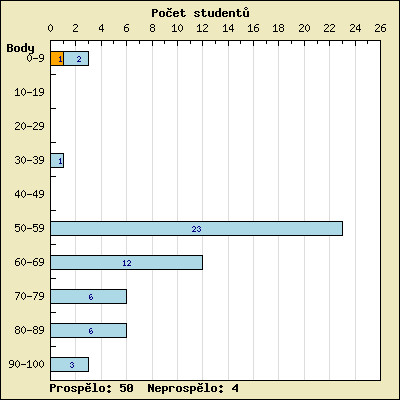 Počet studentů
0 2 4 6 8 10 12 14 16 18 20 22 24 26
Body
0-9 1 2
10-19
20-29
30-39 1
40-49
50-59 23
60-69 12
70-79 6
80-89 6
90-100 3
Prospělo: 50 Neprospělo: 4